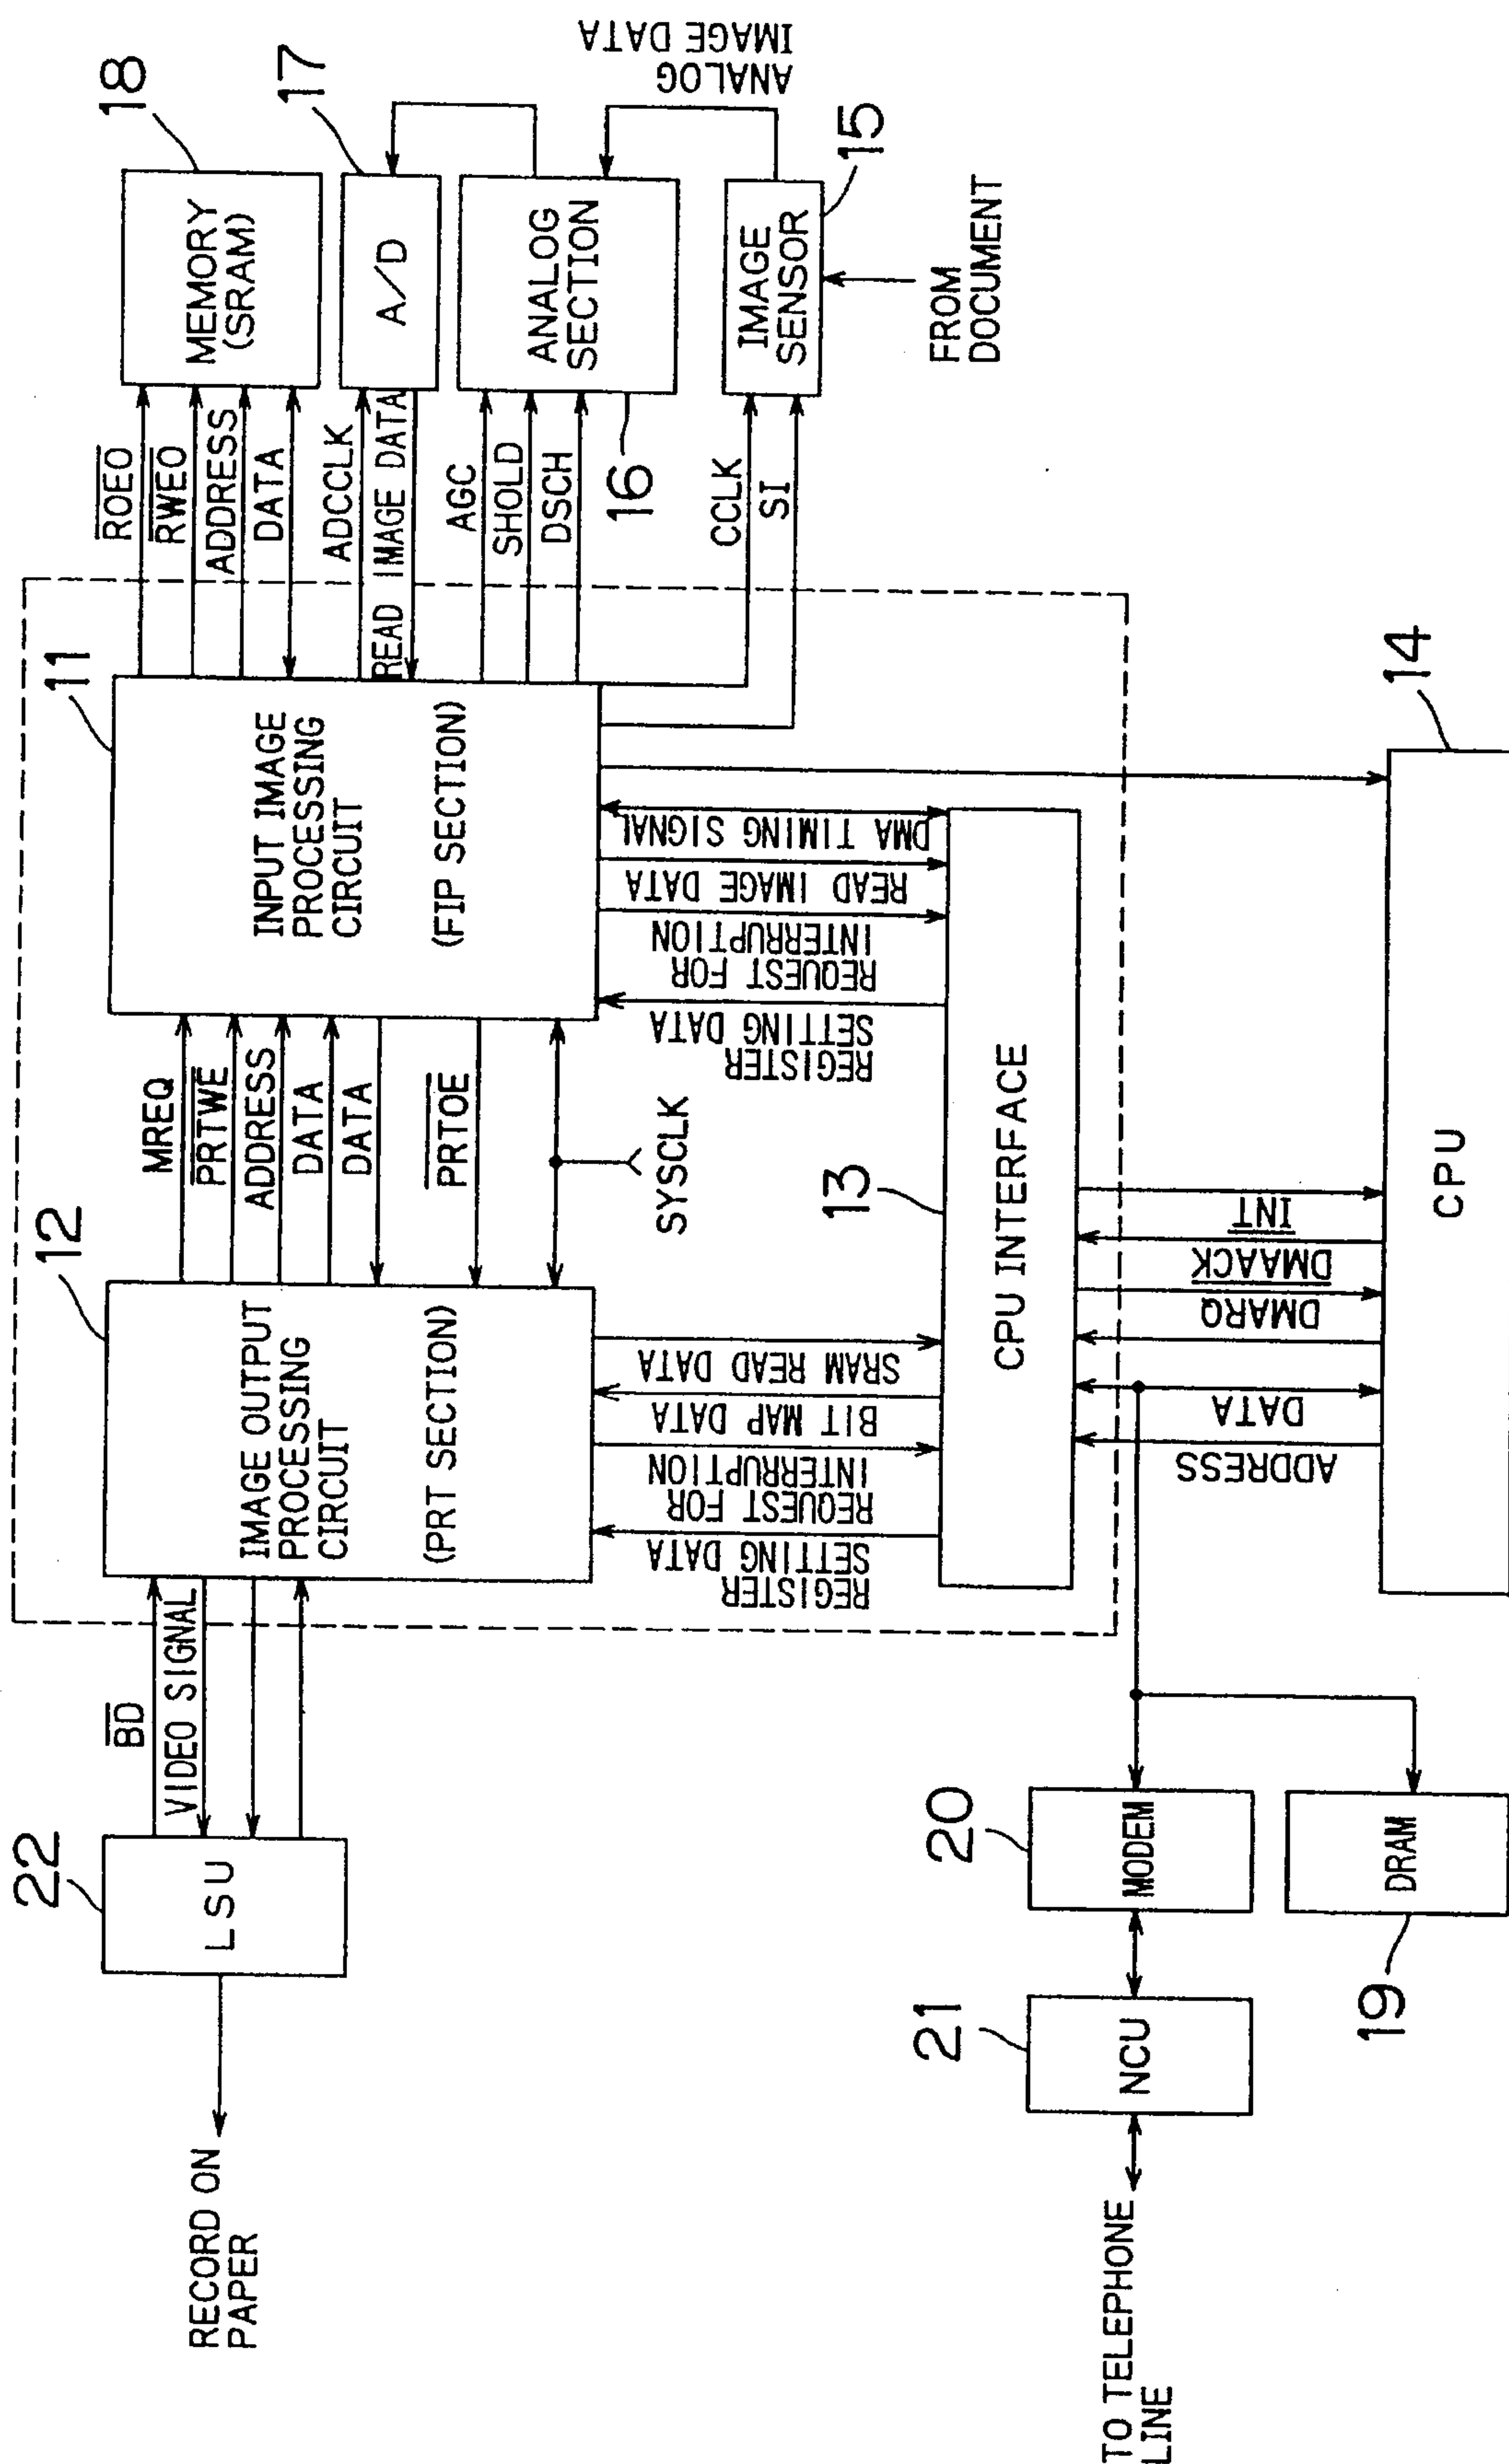 18
MEMORY
(SRAM)
17
A/D
ANALOG
SECTION
16
ANALOG
IMAGE DATA
IMAGE
SENSOR
15
FROM
DOCUMENT
ROEO
RWEO
ADDRESS
DATA
ADCCLK
READ IMAGE DATA
AGC
SHOLD
DSCH
CCLK
SI
11
INPUT IMAGE
PROCESSING
CIRCUIT
(FIP SECTION)
DMA TIMING SIGNAL
READ IMAGE DATA
REQUEST FOR
INTERRUPTION
REGISTER
SETTING DATA
MREQ
PRTWE
ADDRESS
DATA
DATA
PRTOE
SYSCLK
12
IMAGE OUTPUT
PROCESSING
CIRCUIT
(PRT SECTION)
SRAM READ DATA
BIT MAP DATA
REQUEST FOR
INTERRUPTION
REGISTER
SETTING DATA
13
CPU INTERFACE
INT
DMAACK
DMARQ
DATA
ADDRESS
14
CPU
BD
VIDEO SIGNAL
22
LSU
RECORD ON
PAPER
20
MODEM
DRAM
19
21
NCU
TO TELEPHONE
LINE